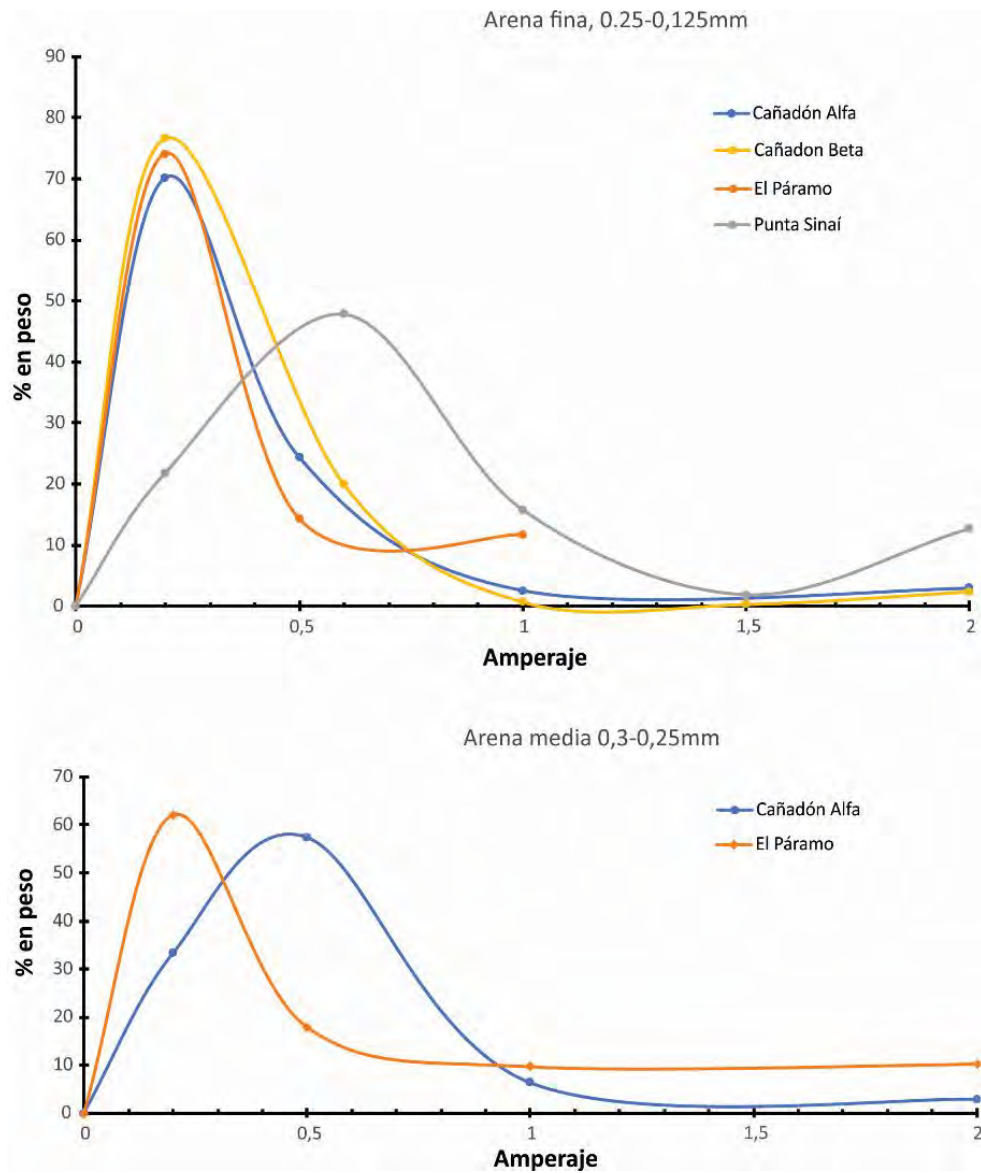 Arena fina, 0.25-0,125mm
90
80
70
60
50
40
30
20
10
0
% en peso
Cañadón Alfa
Cañadon Beta
El Páramo
Punta Sinaí
0 0,5 1 1,5 2
Amperaje
Arena media 0,3-0,25mm
70
60
50
40
30
20
10
0
% en peso
Cañadón Alfa
El Páramo
0 0,5 1 1,5 2
Amperaje